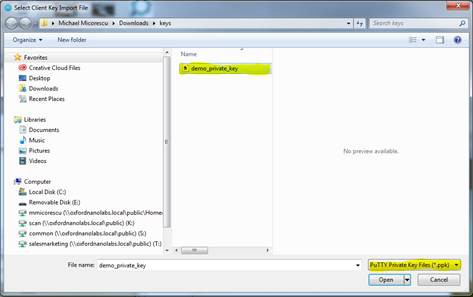 Select Client Key Import File
Michael Micorescu ▸ Downloads ▸ keys
Search keys
Organize
New folder
Favorites
Creative Cloud Files
Desktop
Downloads
Recent Places
Libraries
Documents
Music
Pictures
Videos
Computer
Local Disk (C:)
Removable Disk (E:)
mmicorescu (\\oxfordnanolabs.local\public\Home
scan (\\oxfordnanolabs.local\public) (K:)
common (\\oxfordnanolabs.local\public) (S:)
salesmarketing (\\oxfordnanolabs.local\public) (T:)
Name
demo_private_key
No preview available.
File name:
demo_private_key
PuTTY Private Key Files (*.ppk)
Open
Cancel